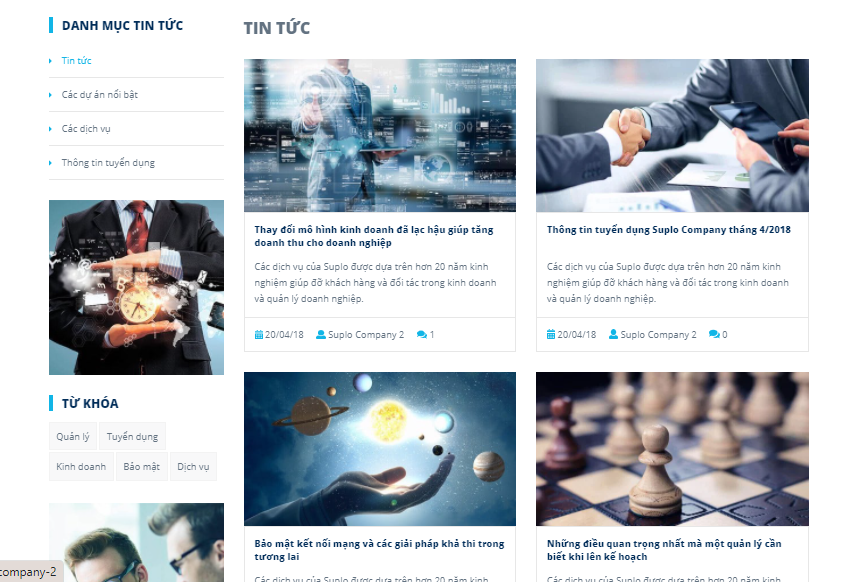 DANH MỤC TIN TỨC
Tin tức
Các dự án nổi bật
Các dịch vụ
Thông tin tuyển dụng
TỪ KHÓA
Quản lý
Tuyển dụng
Kinh doanh
Bảo mật
Dịch vụ
company-2
TIN TỨC
Thay đổi mô hình kinh doanh đã lạc hậu giúp tăng
doanh thu cho doanh nghiệp
Các dịch vụ của Suplo được dựa trên hơn 20 năm kinh
nghiệm giúp đỡ khách hàng và đối tác trong kinh doanh
và quản lý doanh nghiệp.
20/04/18 Suplo Company 2 1
Thông tin tuyển dụng Suplo Company tháng 4/2018
Các dịch vụ của Suplo được dựa trên hơn 20 năm kinh
nghiệm giúp đỡ khách hàng và đối tác trong kinh doanh
và quản lý doanh nghiệp.
20/04/18 Suplo Company 2 0
Bảo mật kết nối mạng và các giải pháp khả thi trong
tương lai
Các dịch vụ của Suplo được dựa trên hơn 20 năm kinh
Những điều quan trọng nhất mà một quản lý cần
biết khi lên kế hoạch
Các dịch vụ của Suplo được dựa trên hơn 20 năm kinh